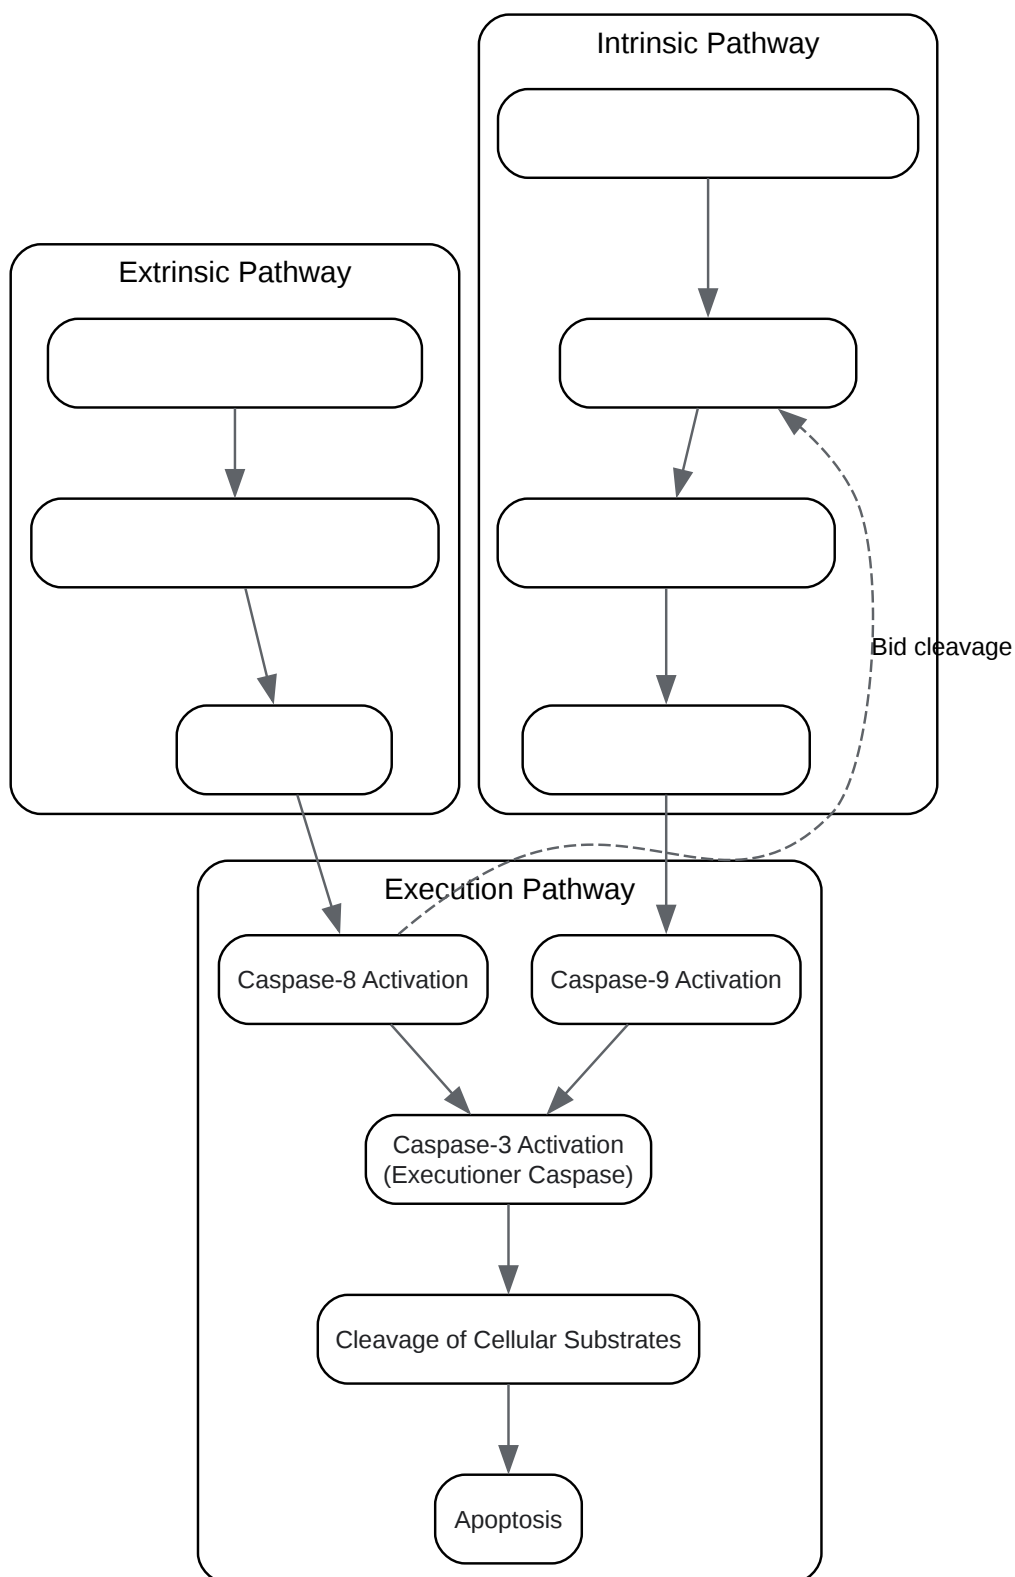 Intrinsic Pathway
Extrinsic Pathway
Bid cleavage
Execution Pathway
Caspase-8 Activation
Caspase-9 Activation
Caspase-3 Activation
(Executioner Caspase)
Cleavage of Cellular Substrates
Apoptosis